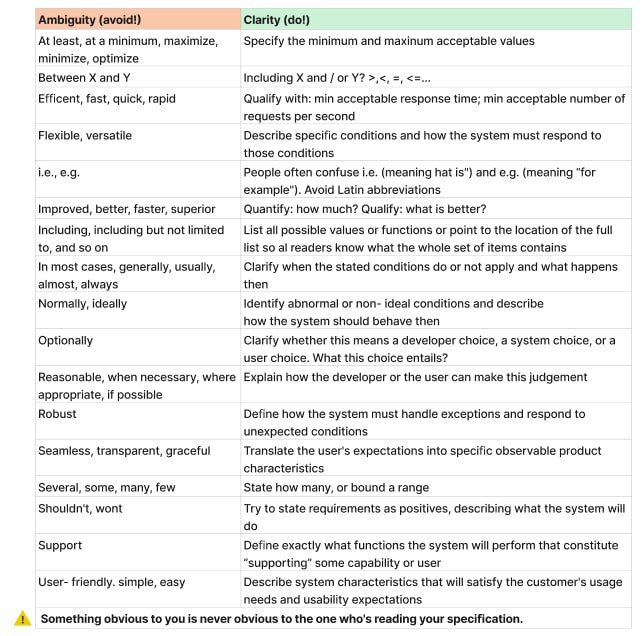 Ambiguity (avoid!) Clarity (do!)
At least, at a minimum, maximize, Specify the minimum and maxinum acceptable values
minimize, optimize
Between X and Y Including X and / or Y? >,<, =, <=...
Efficent, fast, quick, rapid Qualify with: min acceptable response time; min acceptable number of
requests per second
Flexible, versatile Describe specific conditions and how the system must respond to
those conditions
i.e., e.g. People often confuse i.e. (meaning hat is") and e.g. (meaning "for
example"). Avoid Latin abbreviations
Improved, better, faster, superior Quantify: how much? Qualify: what is better?
Including, including but not limited List all possible values or functions or point to the location of the full
to, and so on list so al readers know what the whole set of items contains
In most cases, generally, usually, Clarify when the stated conditions do or not apply and what happens
almost, always then
Normally, ideally Identify abnormal or non- ideal conditions and describe
how the system should behave then
Optionally Clarify whether this means a developer choice, a system choice, or a
user choice. What this choice entails?
Reasonable, when necessary, where Explain how the developer or the user can make this judgement
appropriate, if possible
Robust Define how the system must handle exceptions and respond to
unexpected conditions
Seamless, transparent, graceful Translate the user's expectations into specific observable product
characteristics
Several, some, many, few State how many, or bound a range
Shouldn't, wont Try to state requirements as positives, describing what the system will
do
Support Define exactly what functions the system will perform that constitute
"supporting" some capability or user
User- friendly. simple, easy Describe system characteristics that will satisfy the customer's usage
needs and usability expectations
Something obvious to you is never obvious to the one who's reading your specification.